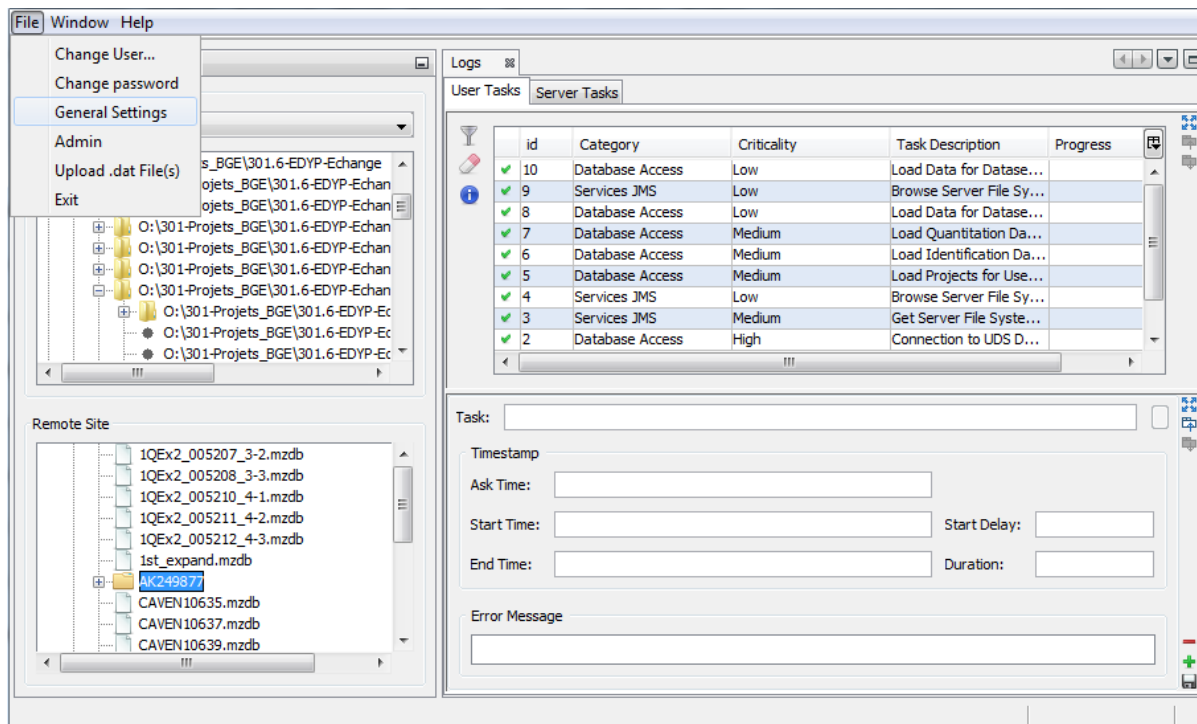 File Window Help
Change User...
Change password
General Settings
Admin
Upload .dat File(s)
Exit
s_BGE\301.6-EDYP-Echange
ojets_BGE\301.6-EDYP-Echan
ojets_BGE\301.6-EDYP-Echan
O:\301-Projets_BGE\301.6-EDYP-Echan
O:\301-Projets_BGE\301.6-EDYP-Echan
O:\301-Projets_BGE\301.6-EDYP-Echan
O:\301-Projets_BGE\301.6-EDYP-Echan
O:\301-Projets_BGE\301.6-EDYP-Ec
O:\301-Projets_BGE\301.6-EDYP-Ec
O:\301-Projets_BGE\301.6-EDYP-Ec
Remote Site
1QEx2_005207_3-2.mzdb
1QEx2_005208_3-3.mzdb
1QEx2_005210_4-1.mzdb
1QEx2_005211_4-2.mzdb
1QEx2_005212_4-3.mzdb
1st_expand.mzdb
AK249877
CAVEN10635.mzdb
CAVEN10637.mzdb
CAVEN10639.mzdb
Logs
User Tasks Server Tasks
id Category Criticality Task Description Progress
10 Database Access Low Load Data for Datase...
9 Services JMS Low Browse Server File Sy...
8 Database Access Low Load Data for Datase...
7 Database Access Medium Load Quantitation Da...
6 Database Access Medium Load Identification Da...
5 Database Access Medium Load Projects for Use...
4 Services JMS Low Browse Server File Sy...
3 Services JMS Medium Get Server File Syste...
2 Database Access High Connection to UDS D...
Task:
Timestamp
Ask Time:
Start Time: Start Delay:
End Time: Duration:
Error Message